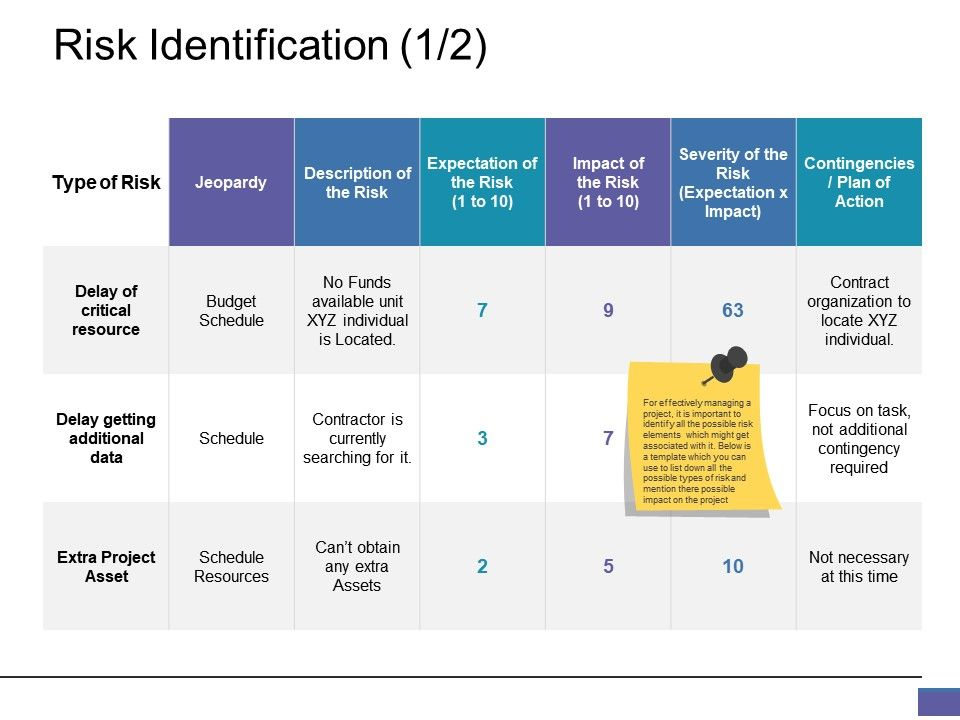 Risk Identification (1/2)
Type of Risk
Jeopardy
Description of
the Risk
Expectation of
the Risk
(1 to 10)
Impact of
the Risk
(1 to 10)
Severity of the
Risk
(Expectation x
Impact)
Contingencies
/ Plan of
Action
Delay of
critical
resource
Budget
Schedule
No Funds
available unit
XYZ individual
is Located.
7
9
63
Contract
organization to
locate XYZ
individual.
Delay getting
additional
data
Schedule
Contractor is
currently
searching for it.
3
7
For effectively managing a
project, it is important to
identify all the possible risk
elements which might get
associated with it. Below is
a template which you can
use to list down all the
possible types of risk and
mention there possible
impact on the project
Focus on task,
not additional
contingency
required
Extra Project
Asset
Schedule
Resources
Can't obtain
any extra
Assets
2
5
10
Not necessary
at this time